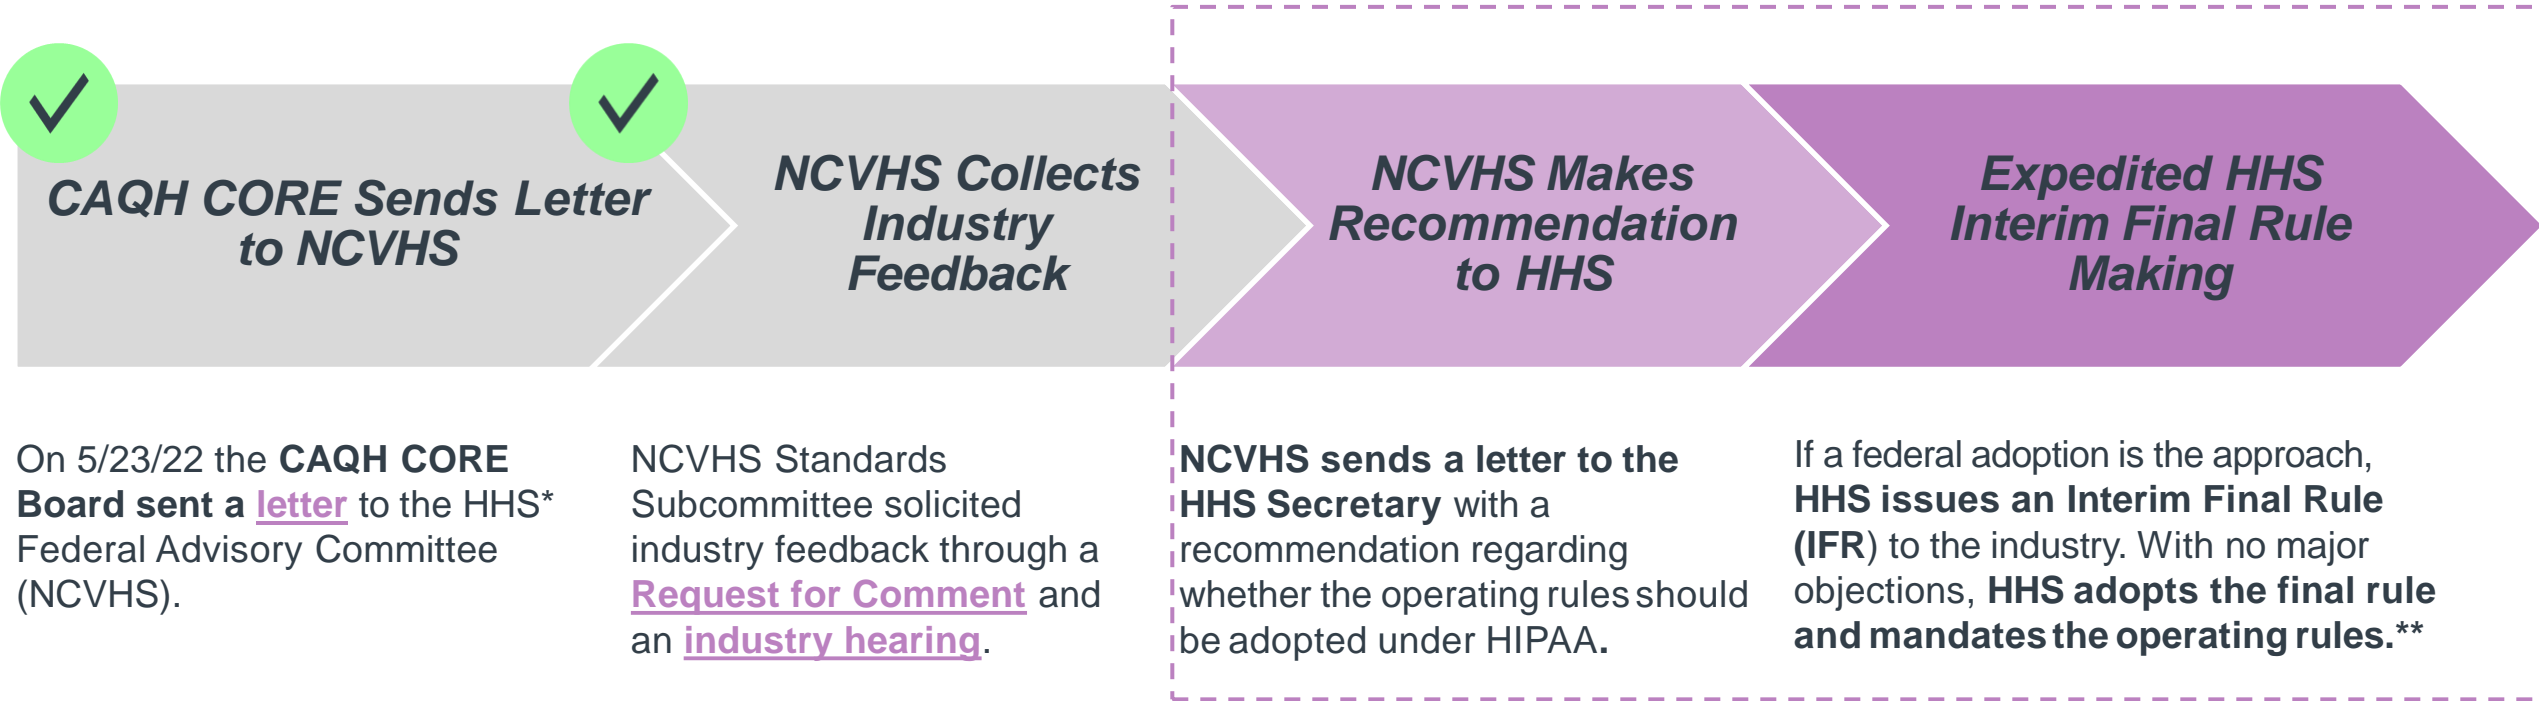 CAQH CORE Sends Letter
to NCVHS
NCVHS Collects
Industry
Feedback
NCVHS Makes
Recommendation
to HHS
Expedited HHS
Interim Final Rule
Making
On 5/23/22 the CAQH CORE
Board sent a letter to the HHS*
Federal Advisory Committee
(NCVHS).
NCVHS Standards
Subcommittee solicited
industry feedback through a
Request for Comment and
an industry hearing.
NCVHS sends a letter to the
HHS Secretary with a
recommendation regarding
whether the operating rules should
be adopted under HIPAA.
If a federal adoption is the approach,
HHS issues an Interim Final Rule
(IFR) to the industry. With no major
objections, HHS adopts the final rule
and mandates the operating rules.**